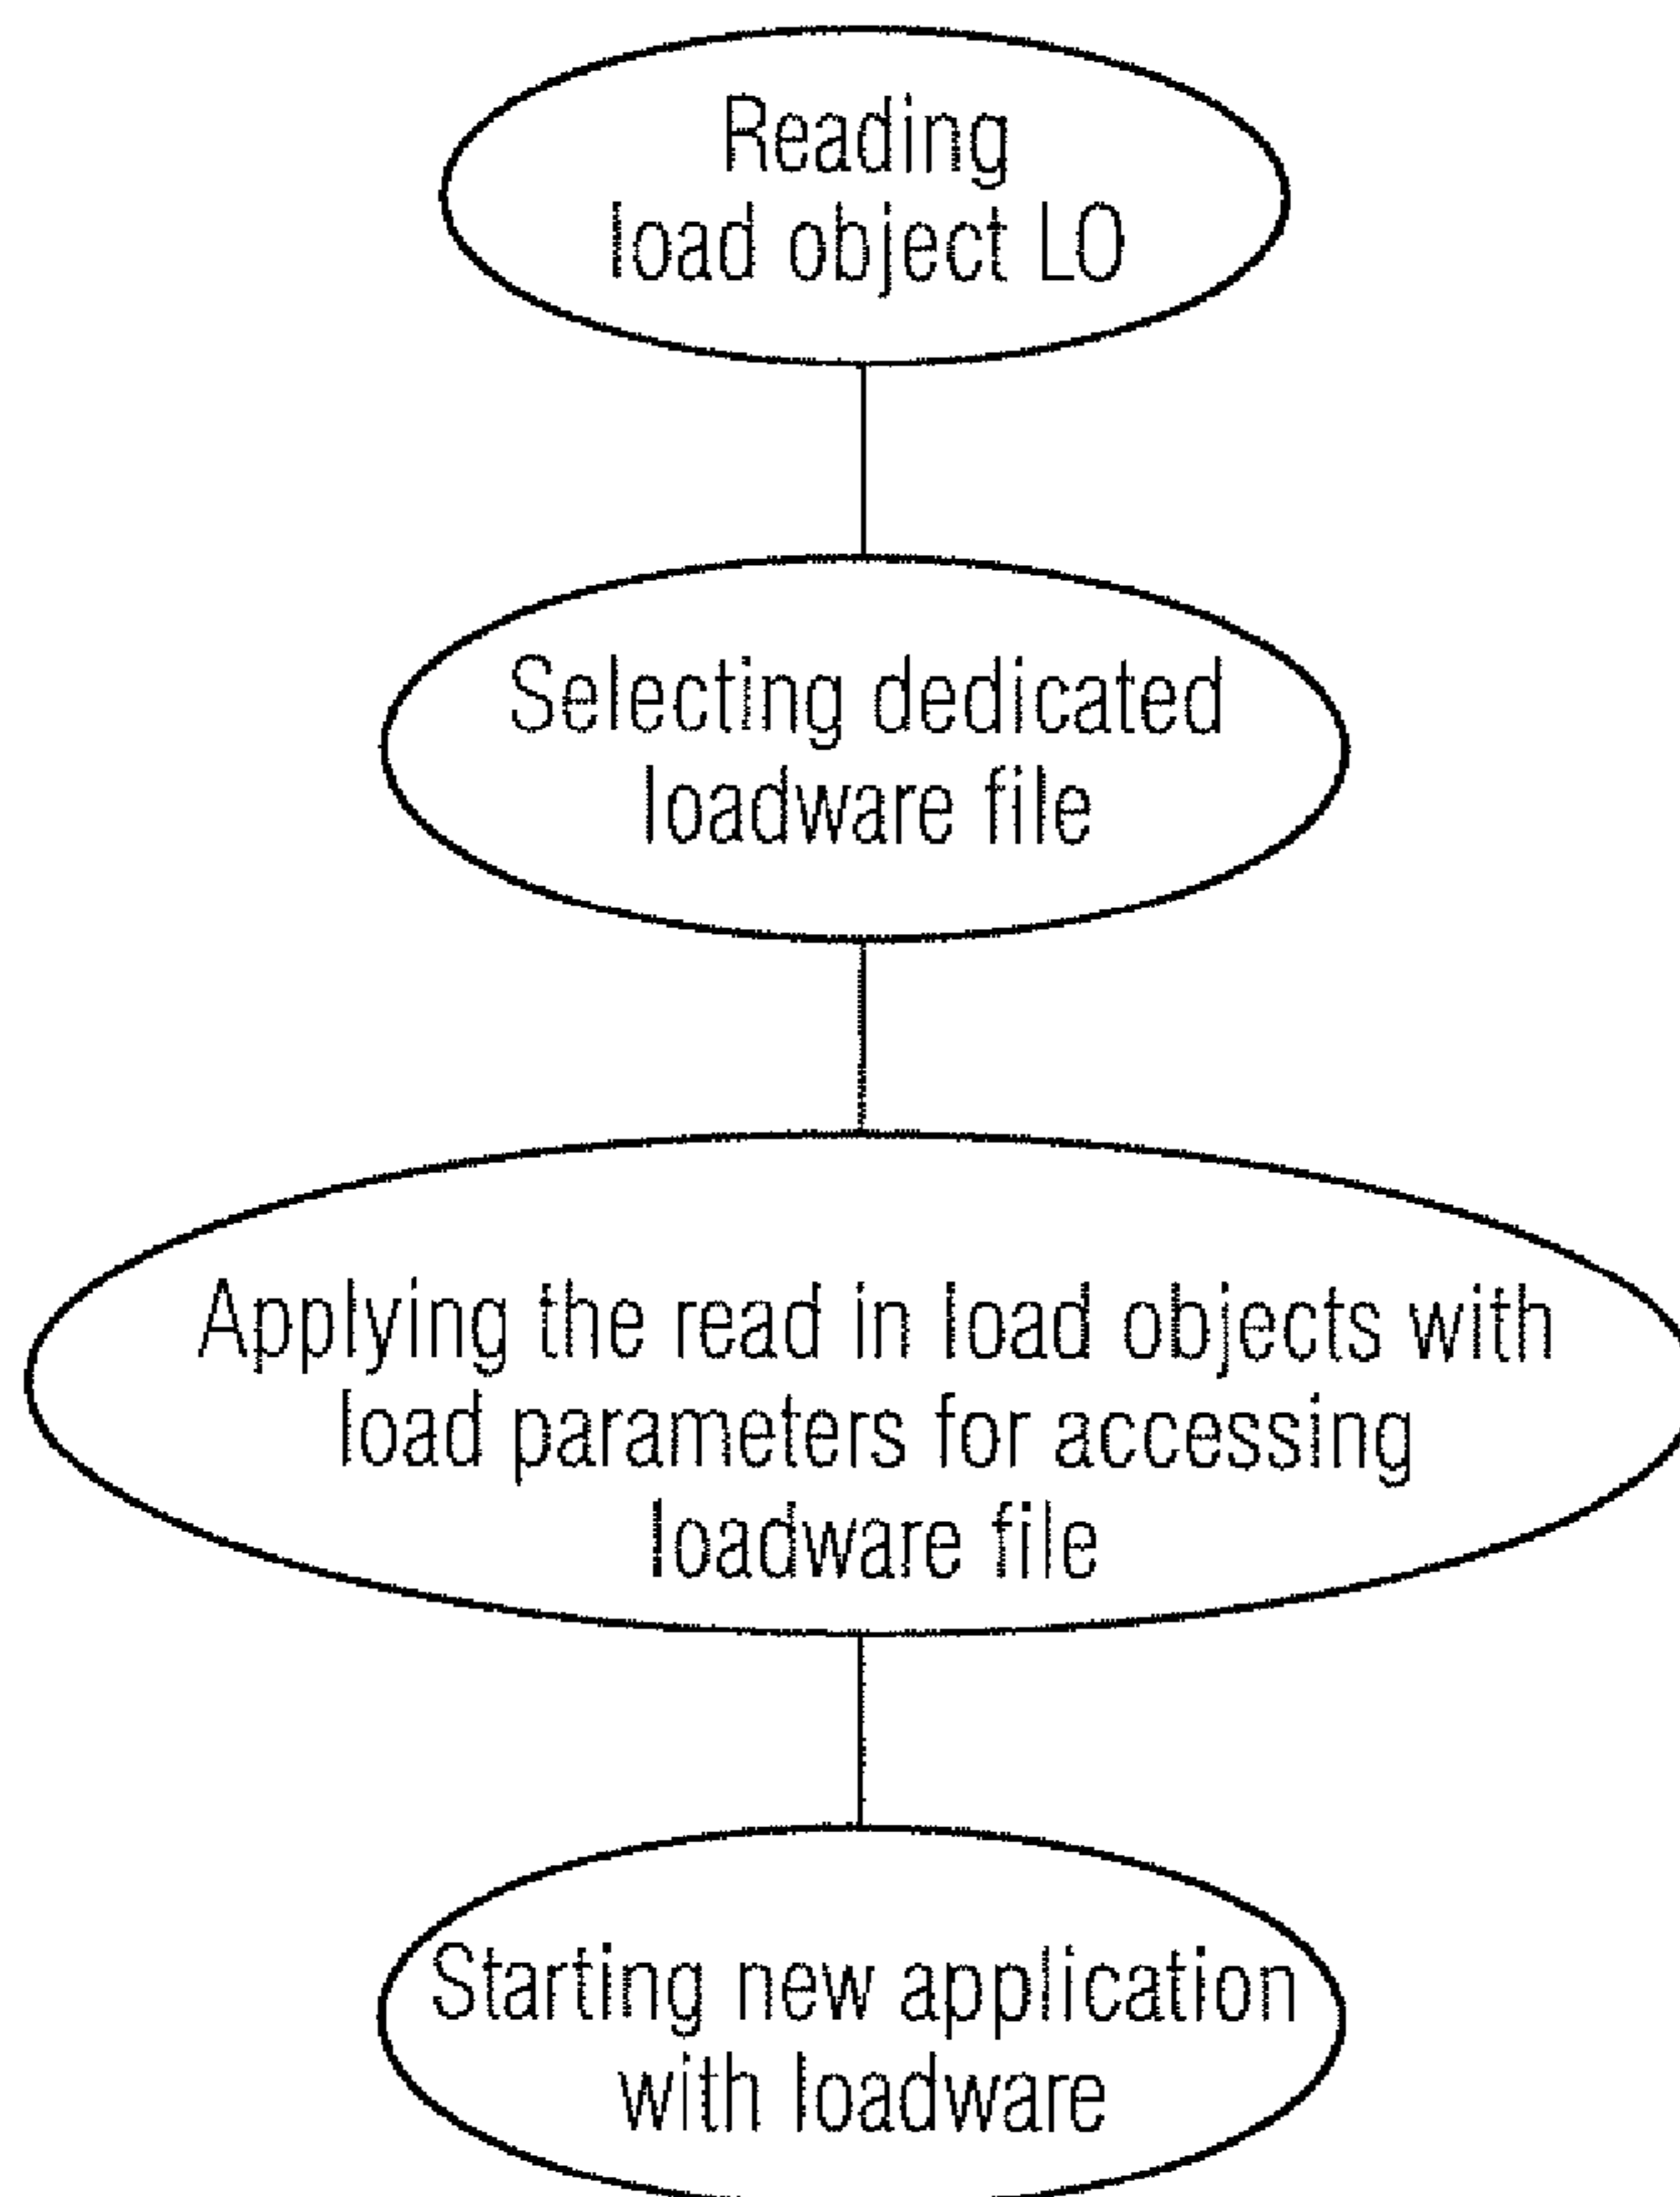 Reading
load object LO
Selecting dedicated
loadware file
Applying the read in load objects with
load parameters for accessing
loadware file
Starting new application
with loadware